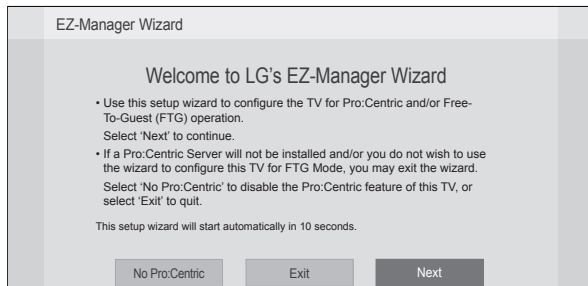 EZ-Manager Wizard
Welcome to LG's EZ-Manager Wizard
• Use this setup wizard to configure the TV for Pro:Centric and/or Free-
To-Guest (FTG) operation.
Select 'Next' to continue.
• If a Pro:Centric Server will not be installed and/or you do not wish to use
the wizard to configure this TV for FTG Mode, you may exit the wizard.
Select 'No Pro:Centric' to disable the Pro:Centric feature of this TV, or
select 'Exit' to quit.
This setup wizard will start automatically in 10 seconds.
No Pro:Centric
Exit
Next